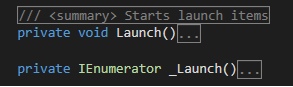 /// <summary> Starts launch items
private void Launch()...
private IEnumerator _Launch()...